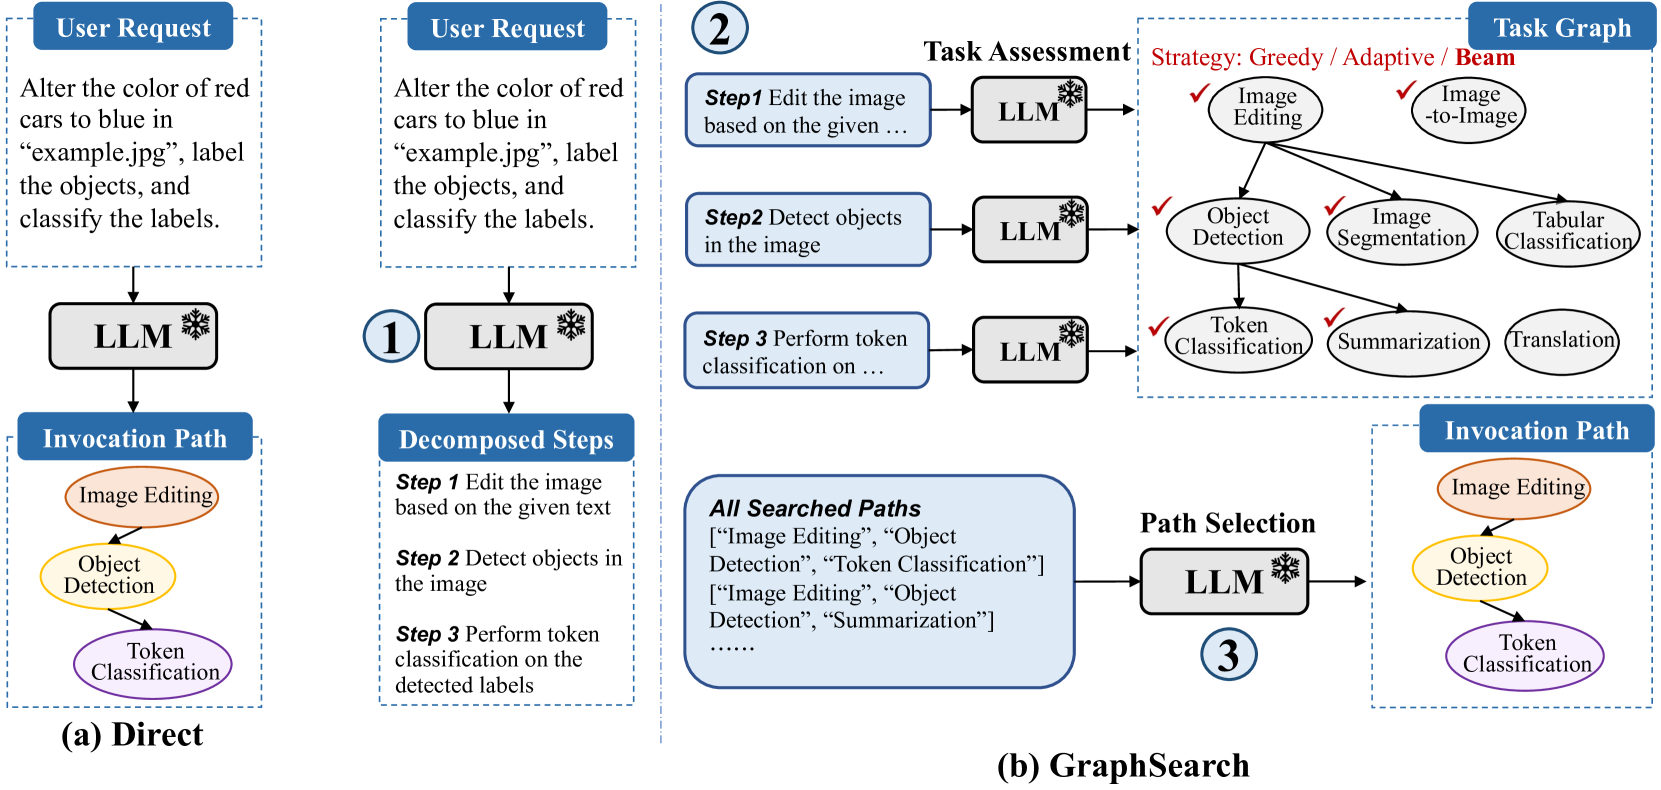 User Request
Alter the color of red
cars to blue in
“example.jpg”, label
the objects, and
classify the labels.
LLM
Invocation Path
Image Editing
Object
Detection
Token
Classification
(a) Direct
User Request
Alter the color of red
cars to blue in
“example.jpg”, label
the objects, and
classify the labels.
1
LLM
Decomposed Steps
Step 1 Edit the image
based on the given text
Step 2 Detect objects in
the image
Step 3 Perform token
classification on the
detected labels
2
Task Assessment
Step1 Edit the image
based on the given …
LLM
Step2 Detect objects
in the image
LLM
Step 3 Perform token
classification on …
LLM
Task Graph
Strategy: Greedy / Adaptive / Beam
Image
Editing
Image
-to-Image
Object
Detection
Image
Segmentation
Tabular
Classification
Token
Classification
Summarization
Translation
All Searched Paths
[“Image Editing”, “Object
Detection”, “Token Classification”]
[“Image Editing”, “Object
Detection”, “Summarization”]
……
Path Selection
LLM
3
Invocation Path
Image Editing
Object
Detection
Token
Classification
(b) GraphSearch